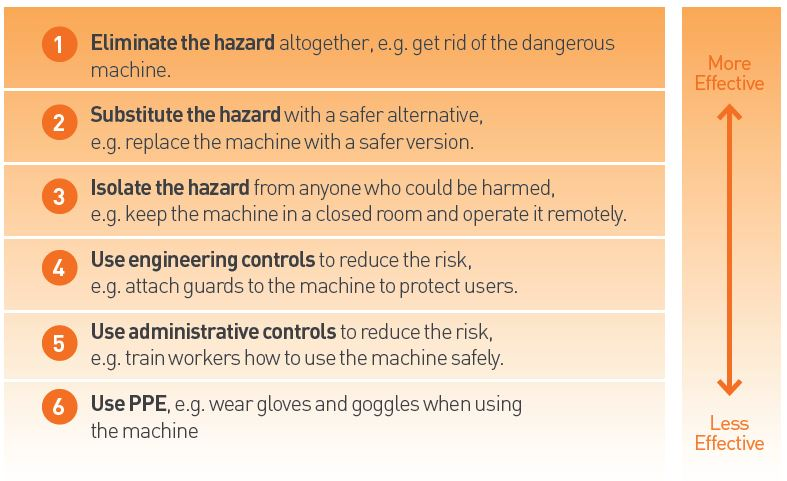 1 Eliminate the hazard altogether, e.g. get rid of the dangerous
machine.
2 Substitute the hazard with a safer alternative,
e.g. replace the machine with a safer version.
3 Isolate the hazard from anyone who could be harmed,
e.g. keep the machine in a closed room and operate it remotely.
4 Use engineering controls to reduce the risk,
e.g. attach guards to the machine to protect users.
5 Use administrative controls to reduce the risk,
e.g. train workers how to use the machine safely.
6 Use PPE, e.g. wear gloves and goggles when using
the machine
More
Effective
Less
Effective